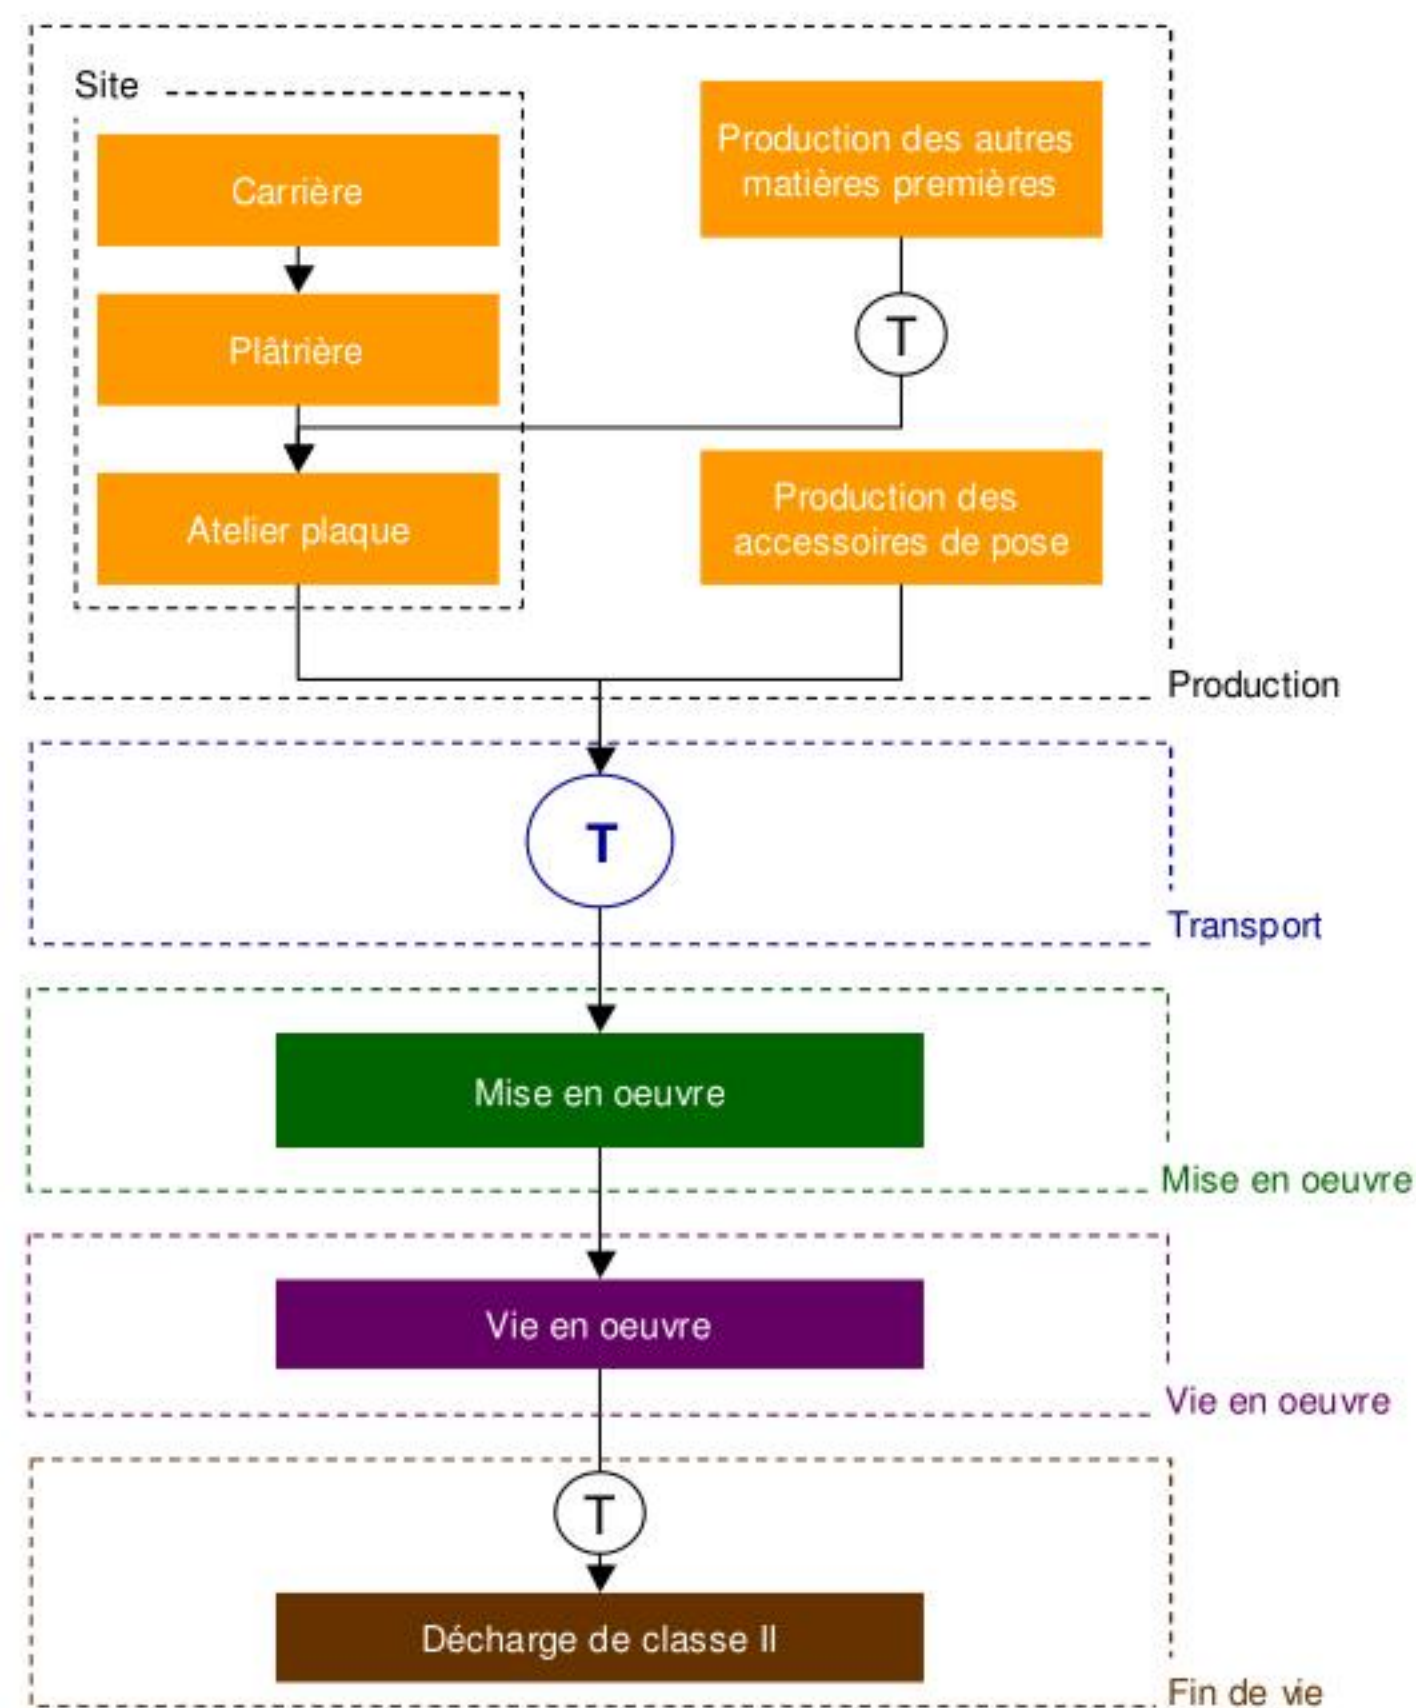 Site
Carrière
Plâtrière
Atelier plaque
Production des autres
matières premières
T
Production des
accessoires de pose
Production
T
Transport
Mise en oeuvre
Mise en oeuvre
Vie en oeuvre
Vie en oeuvre
T
Décharge de classe II
Fin de vie